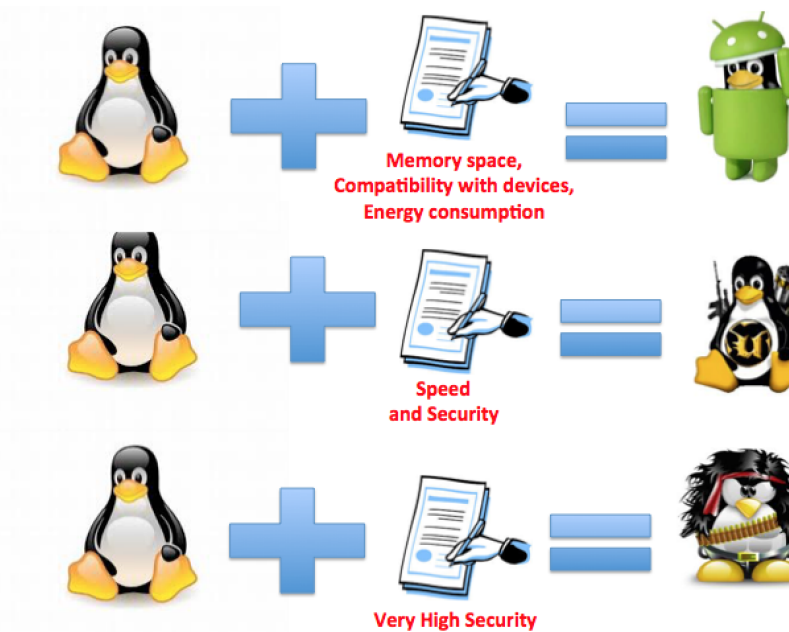 Memory space,
Compatibility with devices,
Energy consumption
Speed
and Security
Very High Security